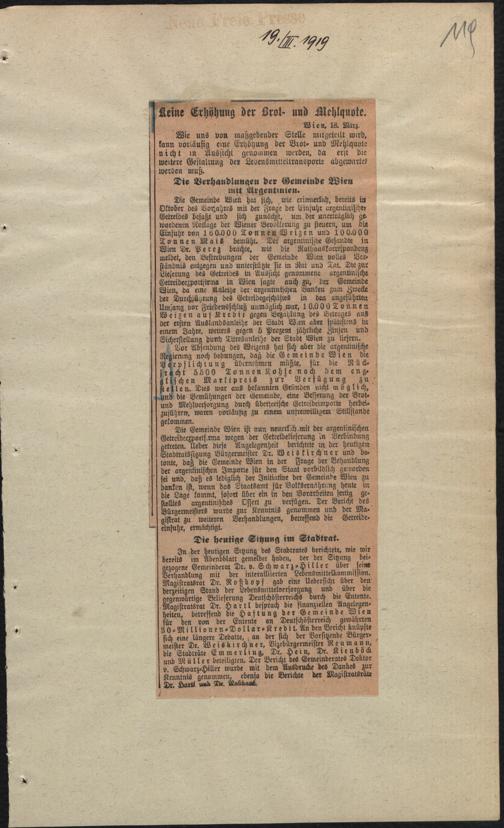 Neue Freie Presse
19./III. 1919
119
Keine Erhöhung der Brot- und Mehlquote.
Wien, 18. März.
Wie uns von maßgebender Stelle mitgeteilt wird,
kann vorläufig eine Erhöhung der Brot- und Mehlquote
nicht in Aussicht genommen werden, da erst die
weitere Gestaltung der Lebensmitteltransporte abgewartet
werden muß.
Die Verhandlungen der Gemeinde Wien
mit Argentinien.
Die Gemeinde Wien hat sich, wie erinnerlich, bereits im
Oktober des Vorjahres mit der Frage der Einfuhr argentinischen
Getreides befaßt und sich zunächst, um der unerträglich ge-
wordenen Notlage der Wiener Bevölkerung zu steuern, um die
Einfuhr von 160.000 Tonnen Weizen und 100.000
Tonnen Mais bemüht. Der argentinische Gesandte in
Wien Dr. Perez brachte, wie die Rathauskorrespondenz
meldet, den Bestrebungen der Gemeinde Wien volles Ver-
ständnis entgegen und unterstützte sie in Rat und Tat. Die zur
Lieferung des Getreides in Aussicht genommene argentinische
Getreideexportfirma in Wien sagte auch zu, der Gemeinde
Wien, da eine Anleihe der argentinischen Banken zum Zwecke
der Durchführung des Getreidegeschäftes in dem angeführten
Umfang vor Friedensschluß unmöglich war, 10.000 Tonnen
Weizen auf Kredit gegen Bezahlung des Betrages aus
der ersten Auslandsanleihe der Stadt Wien aber spätestens in
einem Jahre, weiters gegen 5 Prozent jährliche Zinsen und
Sicherstellung durch Titresanleihe der Stadt Wien zu liefern.
Vor Absendung des Weizens hat sich aber die argentinische
Regierung noch bedungen, daß die Gemeinde Wien die
Verpflichtung übernehmen müßte, für die Rück-
fracht 5500 Tonnen Kohle nach dem eng-
lischen Marktpreis zur Verfügung zu
stellen. Dies war aus bekannten Gründen nicht möglich,
und die Bemühungen der Gemeinde, eine Besserung der Brot-
und Mehlversorgung durch überseeische Getreideimporte herbei-
zuführen, waren vorläufig zu einem unfreiwilligen Stillstande
gekommen.
Die Gemeinde Wien ist nun neuerlich mit der argentinischen
Getreideexportfirma wegen der Getreidelieferung in Verbindung
getreten. Ueber diese Angelegenheit berichtete in der heutigen
Stadtratssitzung Bürgermeister Dr. Weiskirchner und be-
tonte, daß die Gemeinde Wien in der Frage der Behandlung
der argentinischen Importe für den Staat vorbildlich geworden
sei und, daß es lediglich der Initiative der Gemeinde Wien zu
danken ist, wenn das Staatsamt für Volksernährung heute in
die Lage kommt, sofort über ein in den Vorarbeiten fertig ge-
stelltes argentinisches Offert zu verfügen. Der Bericht des
Bürgermeisters wurde zur Kenntnis genommen und der Ma-
gistrat zu weiteren Verhandlungen, betreffend die Getreide-
einfuhr, ermächtigt.
Die heutige Sitzung im Stadtrat.
In der heutigen Sitzung des Stadtrates berichtete, wie wir
bereits im Abendblatt gemeldet haben, der der Sitzung bei-
gezogene Gemeinderat Dr. v. Schwarz-Hiller über seine
Verhandlung mit der interalliierten Lebensmittelkommission.
Magistratsrat Dr. Roßkopf gab eine Uebersicht über den
derzeitigen Stand der Lebensmittelversorgung und über die
gegenwärtige Belieferung Deutschösterreichs durch die Entente.
Magistratsrat Dr. Hartl besprach die finanziellen Angelegen-
heiten, betreffend die Haftung der Gemeinde Wien
für den von der Entente an Deutschösterreich gewährten
30-Millionen-Dollar-Kredit. An den Bericht knüpfte
sich eine längere Debatte, an der sich der Vorsitzende Bürger-
meister Dr. Weiskirchner, Vizebürgermeister Reumann,
die Stadträte Emmerling, Dr. Hein, Dr. Kienböck
und Müller beteiligten. Der Bericht des Gemeinderates Doktor
v. Schwarz-Hiller wurde mit dem Ausdrucke des Dankes zur
Kenntnis genommen, ebenso die Berichte der Magistratsräte
Dr. Hartl und Dr. Roßkopf.